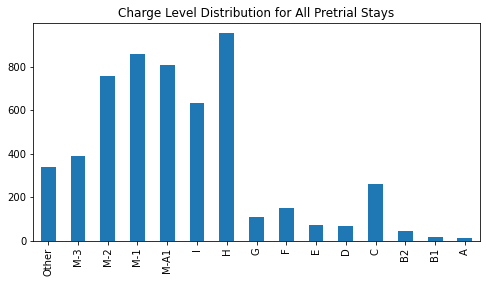 Charge Level Distribution for All Pretrial Stays
800
600
400
200
0
Other
M-3
M-2
M-1
M-A1
I
H
G
F
E
D
C
B2
B1
A